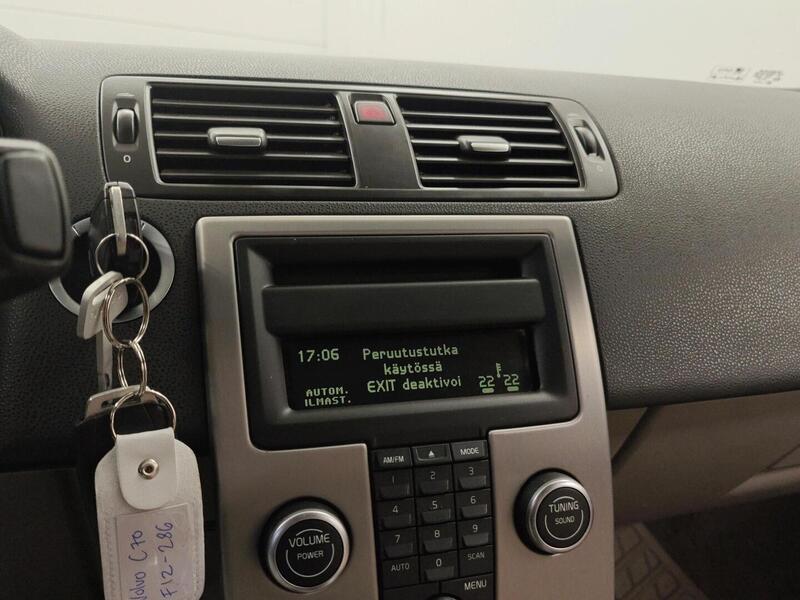 O
17:06
Peruutustutka
käytössä
EXIT deaktivoi
AUTOM.
ILMAST.
22 22
AM/FM
MODE
1 2 3
4 .5 6
7 8 9
AUTO 0 SCAN
MENU
VOLUME
POWER
TUNING
SOUND
Volvo C70
F12-286